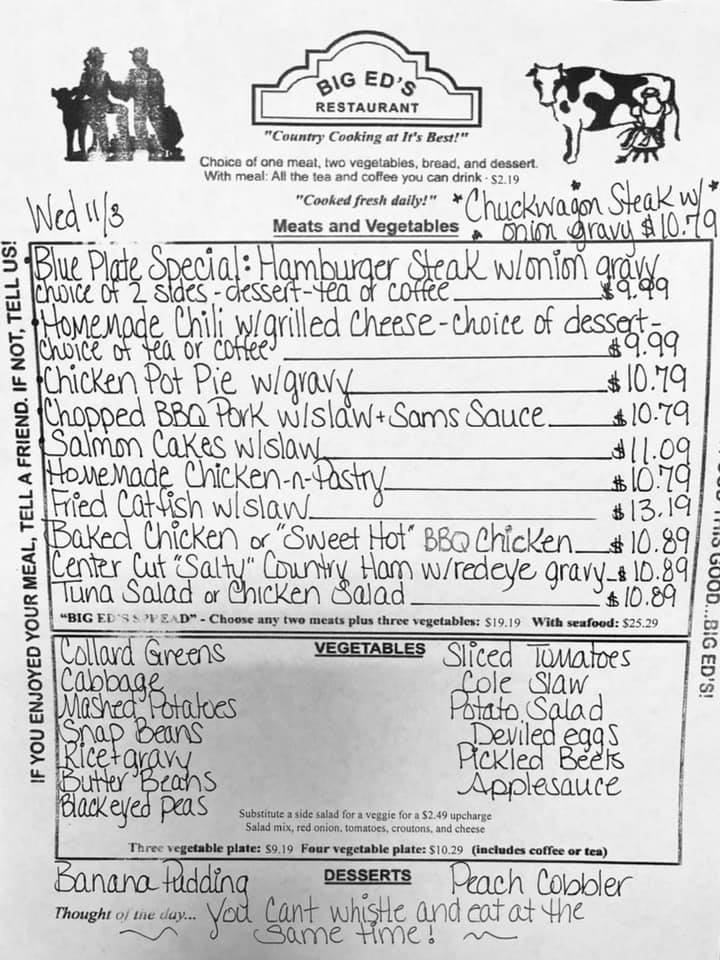 BIG ED'S
RESTAURANT
"Country Cooking at It's Best!"
Choice of one meat, two vegetables, bread, and dessert.
With meal: All the tea and coffee you can drink - $2.19
"Cooked fresh daily!"
Wed 11/3
*Chuckwagon Steak w/
onion gravy $10.79
Meats and Vegetables
Blue Plate Special: Hamburger Steak w/onion gravy
choice of 2 sides-dessert-tea or coffee $9.99
Homemade Chili w/grilled cheese-choice of dessert-
choice of tea or coffee $9.99
Chicken Pot Pie w/gravy $10.79
Chopped BBQ Pork w/slaw+Sams Sauce $10.79
Salmon Cakes w/slaw $11.09
Homemade Chicken-n-Pastry $10.79
Fried Catfish w/slaw $13.19
Baked Chicken or "Sweet Hot" BBQ Chicken $10.89
Center Cut "Salty" Country Ham w/redeye gravy $10.89
Tuna Salad or Chicken Salad $10.89
"BIG ED'S SPREAD" - Choose any two meats plus three vegetables: $19.19 With seafood: $25.29
VEGETABLES
Collard Greens
Cabbage
Mashed Potatoes
Snap Beans
Rice+gravy
Butter Beans
Blackeyed peas
Sliced Tomatoes
Cole Slaw
Potato Salad
Deviled eggs
Pickled Beets
Applesauce
Substitute a side salad for a veggie for a $2.49 upcharge
Salad mix, red onion, tomatoes, croutons, and cheese
Three vegetable plate: $9.19 Four vegetable plate: $10.29 (includes coffee or tea)
DESSERTS
Banana Pudding
Peach Cobbler
Thought of the day... You cant whistle and eat at the
same time!
IF YOU ENJOYED YOUR MEAL, TELL A FRIEND. IF NOT, TELL US!
THIS GOOD...BIG ED'S!